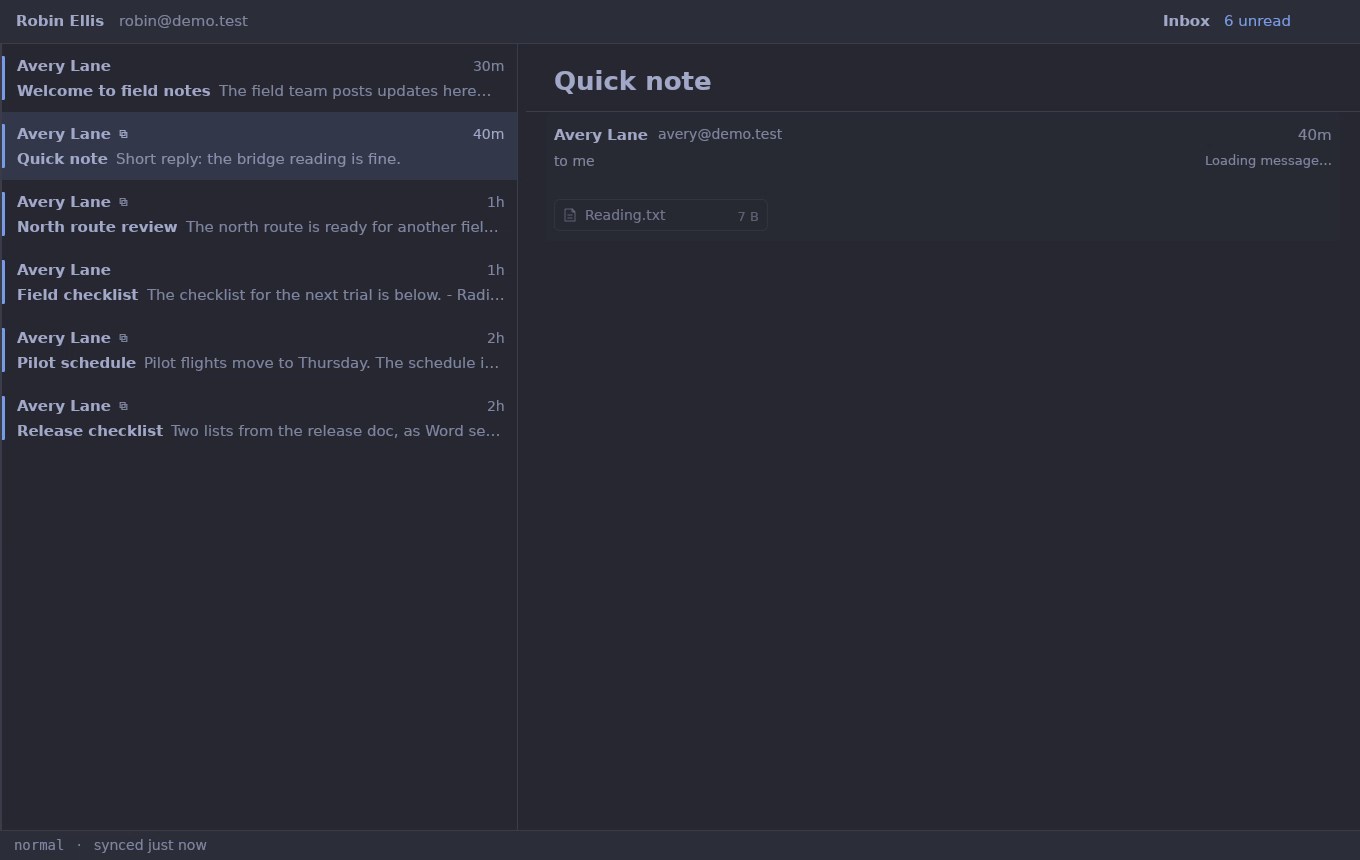 Robin Ellis robin@demo.test Inbox 6 unread
Avery Lane 30m
Welcome to field notes The field team posts updates here…
Avery Lane 40m
Quick note Short reply: the bridge reading is fine.
Avery Lane 1h
North route review The north route is ready for another fiel…
Avery Lane 1h
Field checklist The checklist for the next trial is below. - Radi…
Avery Lane 2h
Pilot schedule Pilot flights move to Thursday. The schedule i…
Avery Lane 2h
Release checklist Two lists from the release doc, as Word se…
Quick note
Avery Lane avery@demo.test 40m
to me Loading message…
Reading.txt 7 B
normal · synced just now